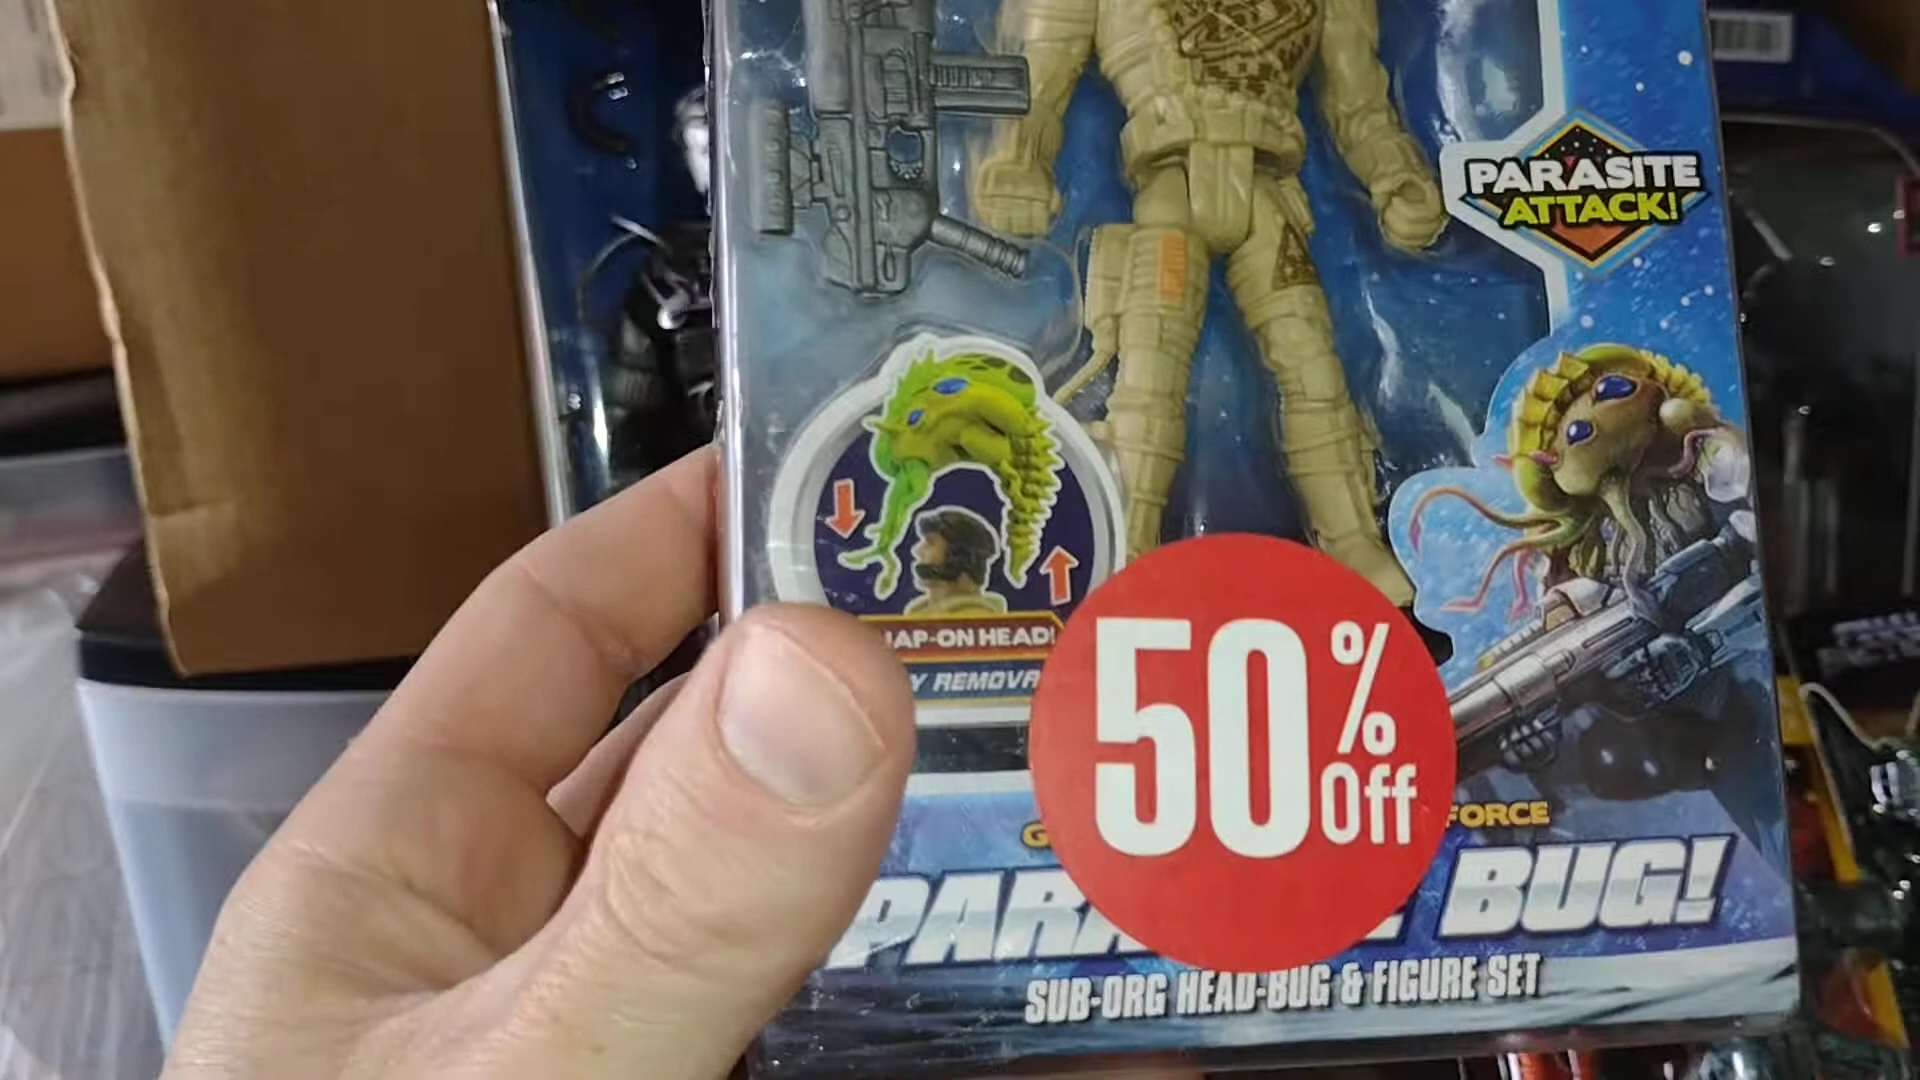 PARASITE
ATTACK!
AP-ON HEAD!
Y REMOVA
50% Off
FORCE
BUG!
SUB-ORG HEAD-BUG & FIGURE SET